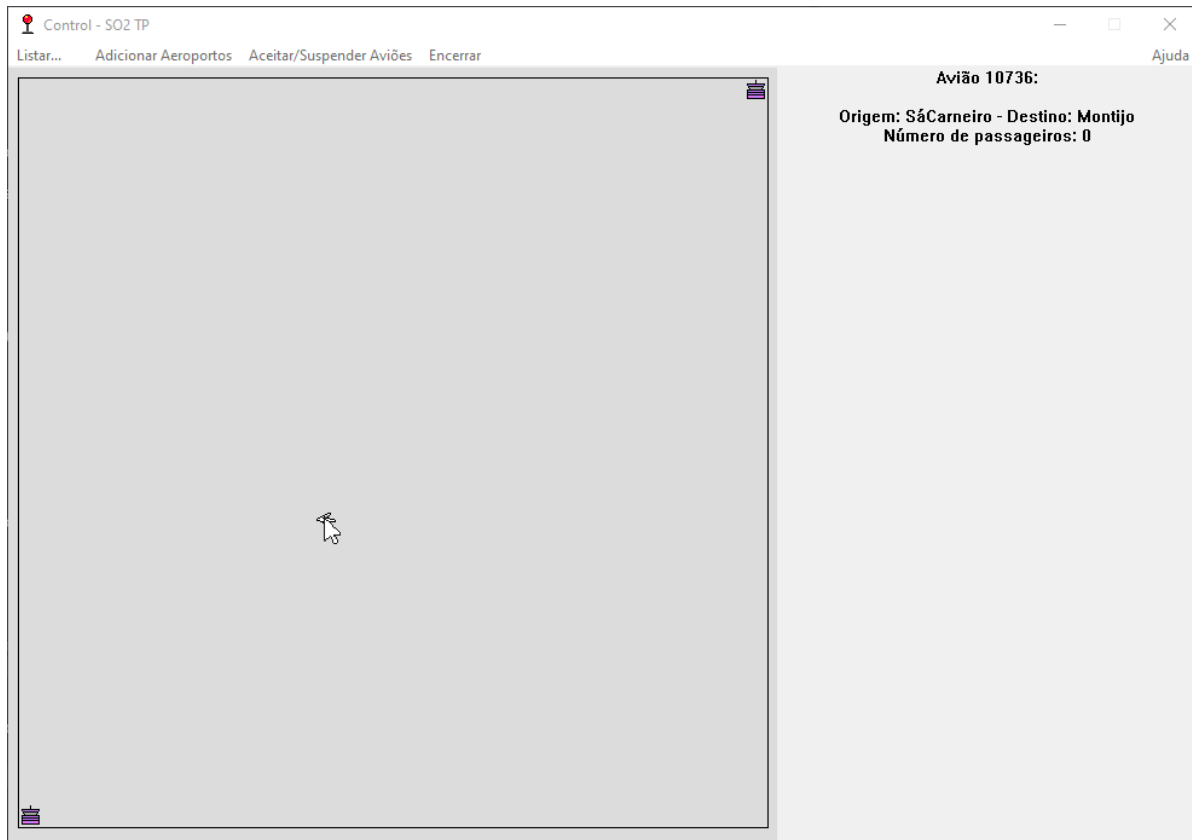 Control - SO2 TP
Listar... Adicionar Aeroportos Aceitar/Suspender Aviões Encerrar Ajuda
Avião 10736:
Origem: SáCarneiro - Destino: Montijo
Número de passageiros: 0